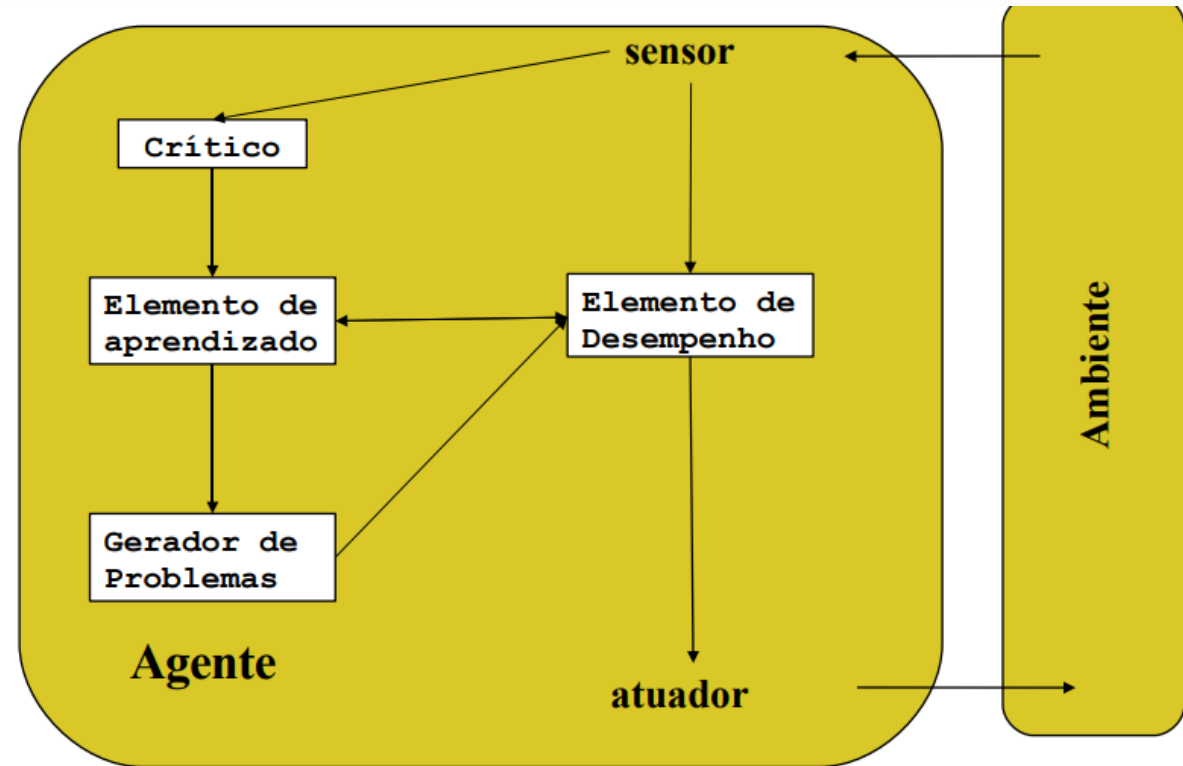 sensor
Crítico
Elemento de
aprendizado
Elemento de
Desempenho
Ambiente
Gerador de
Problemas
Agente
atuador